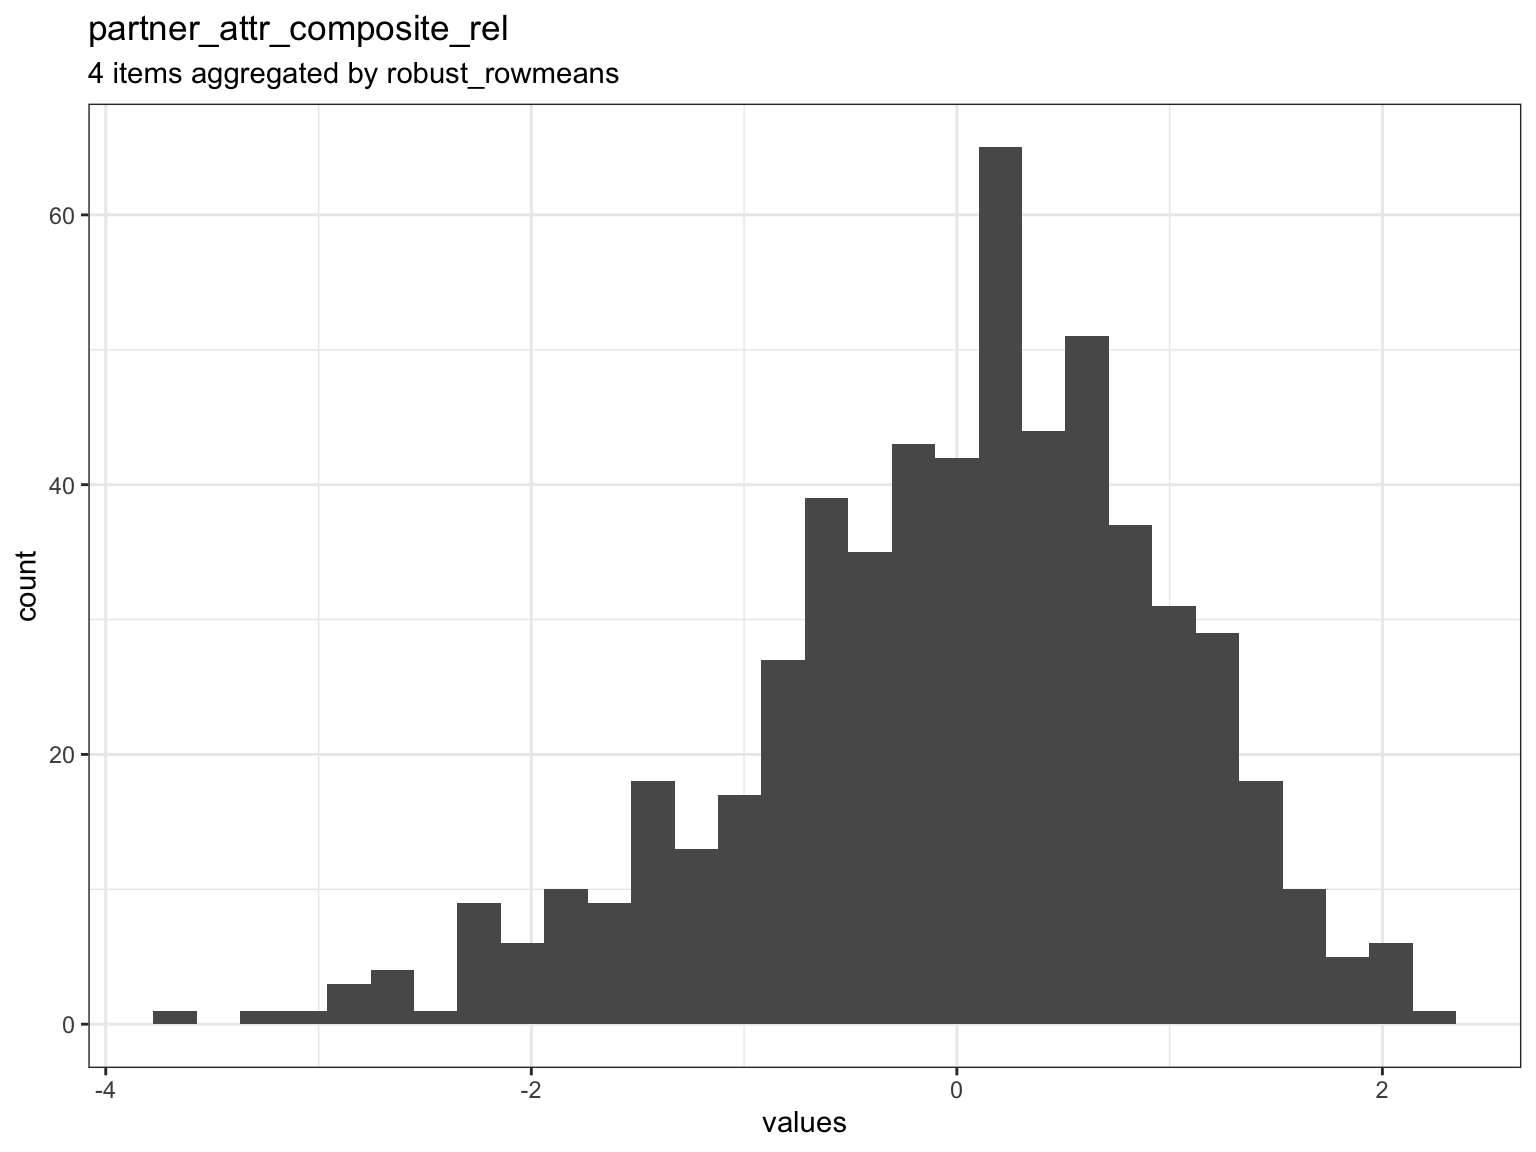 partner_attr_composite_rel
4 items aggregated by robust_rowmeans
60
40
20
0
count
-4
-2
0
2
values